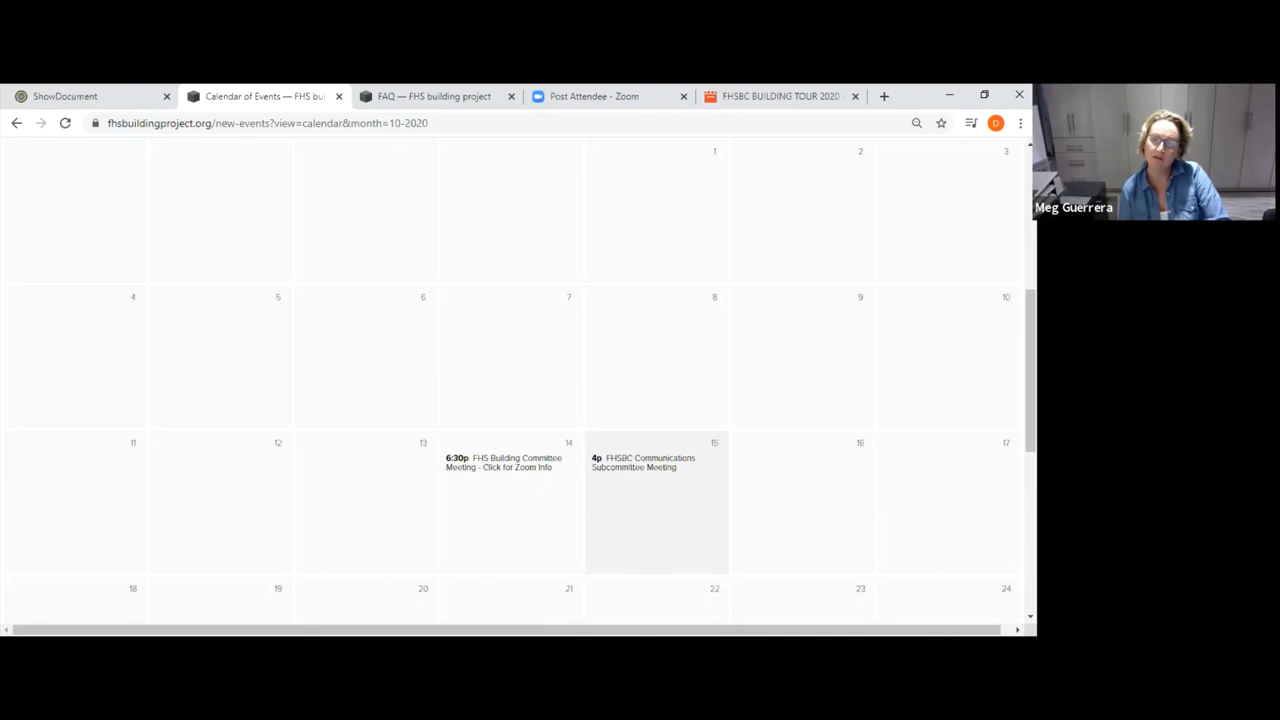 ShowDocument
Calendar of Events — FHS bui
FAQ — FHS building project
Post Attendee - Zoom
FHSBC BUILDING TOUR 2020
fhsbuildingproject.org/new-events?view=calendar&month=10-2020
D
Meg Guerrera
1 2 3
4 5 6 7 8 9 10
11 12 13 14 15 16 17
6:30p FHS Building Committee
Meeting - Click for Zoom Info
4p FHSBC Communications
Subcommittee Meeting
18 19 20 21 22 23 24